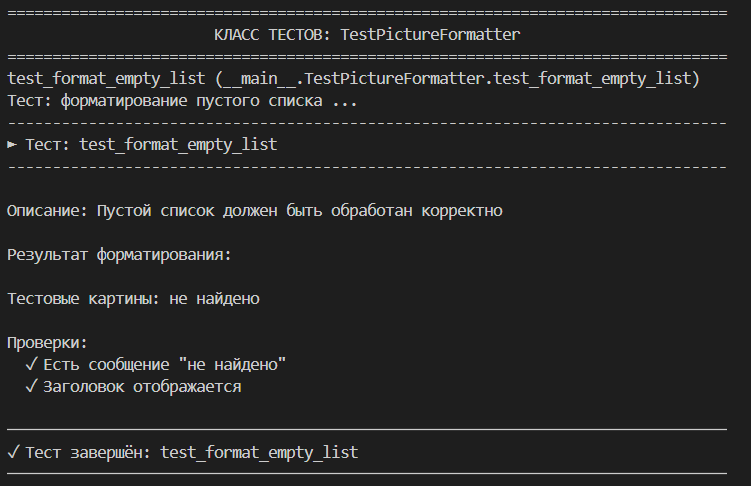 ================================================================================
КЛАСС ТЕСТОВ: TestPictureFormatter
================================================================================
test_format_empty_list (__main__.TestPictureFormatter.test_format_empty_list)
Тест: форматирование пустого списка ...
--------------------------------------------------------------------------------
► Тест: test_format_empty_list
--------------------------------------------------------------------------------
Описание: Пустой список должен быть обработан корректно
Результат форматирования:
Тестовые картины: не найдено
Проверки:
✓ Есть сообщение "не найдено"
✓ Заголовок отображается
────────────────────────────────────────────────────────────────────────────────
✓ Тест завершён: test_format_empty_list
────────────────────────────────────────────────────────────────────────────────